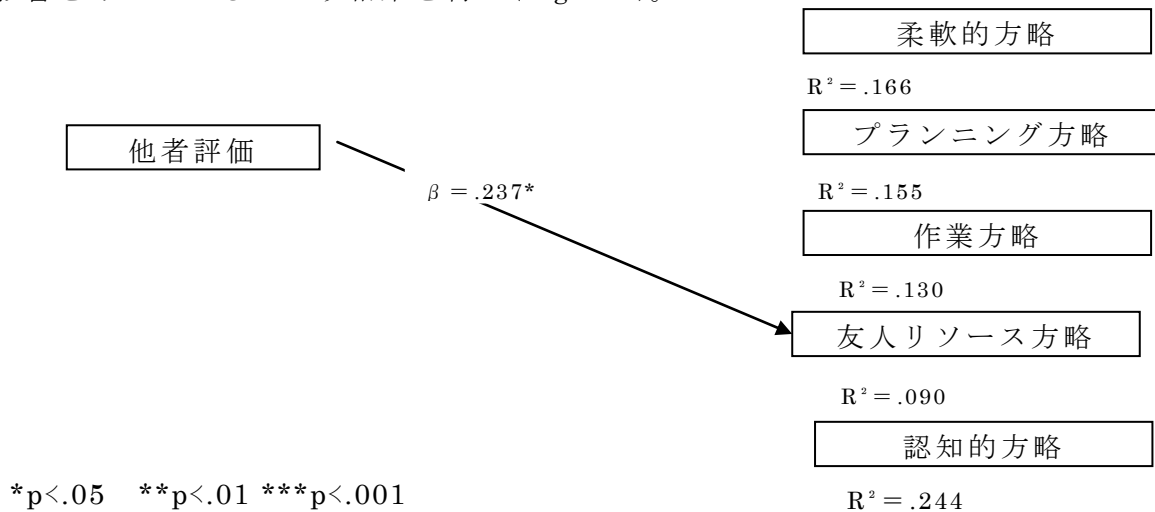 柔軟的方略
R²=.166
プランニング方略
他者評価
β=.237*
R²=.155
作業方略
R²=.130
友人リソース方略
R²=.090
認知的方略
*p<.05 **p<.01 ***p<.001
R²=.244